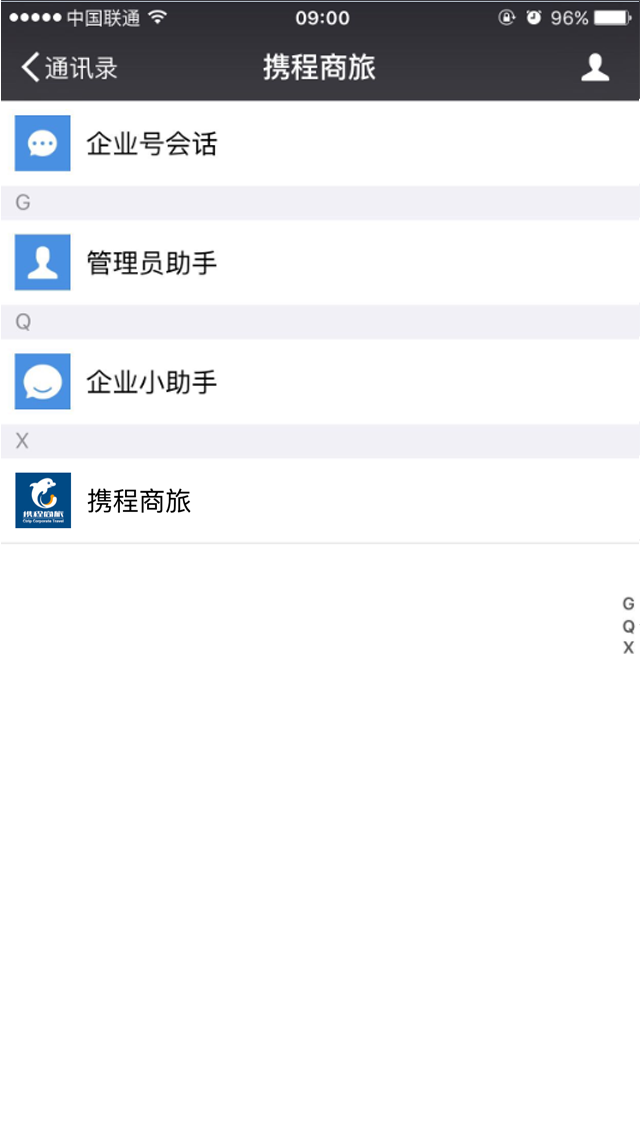 中国联通 09:00 96%
通讯录 携程商旅
企业号会话
G
管理员助手
Q
企业小助手
X
携程商旅
Ctrip Corporate Travel
携程商旅
G
Q
X